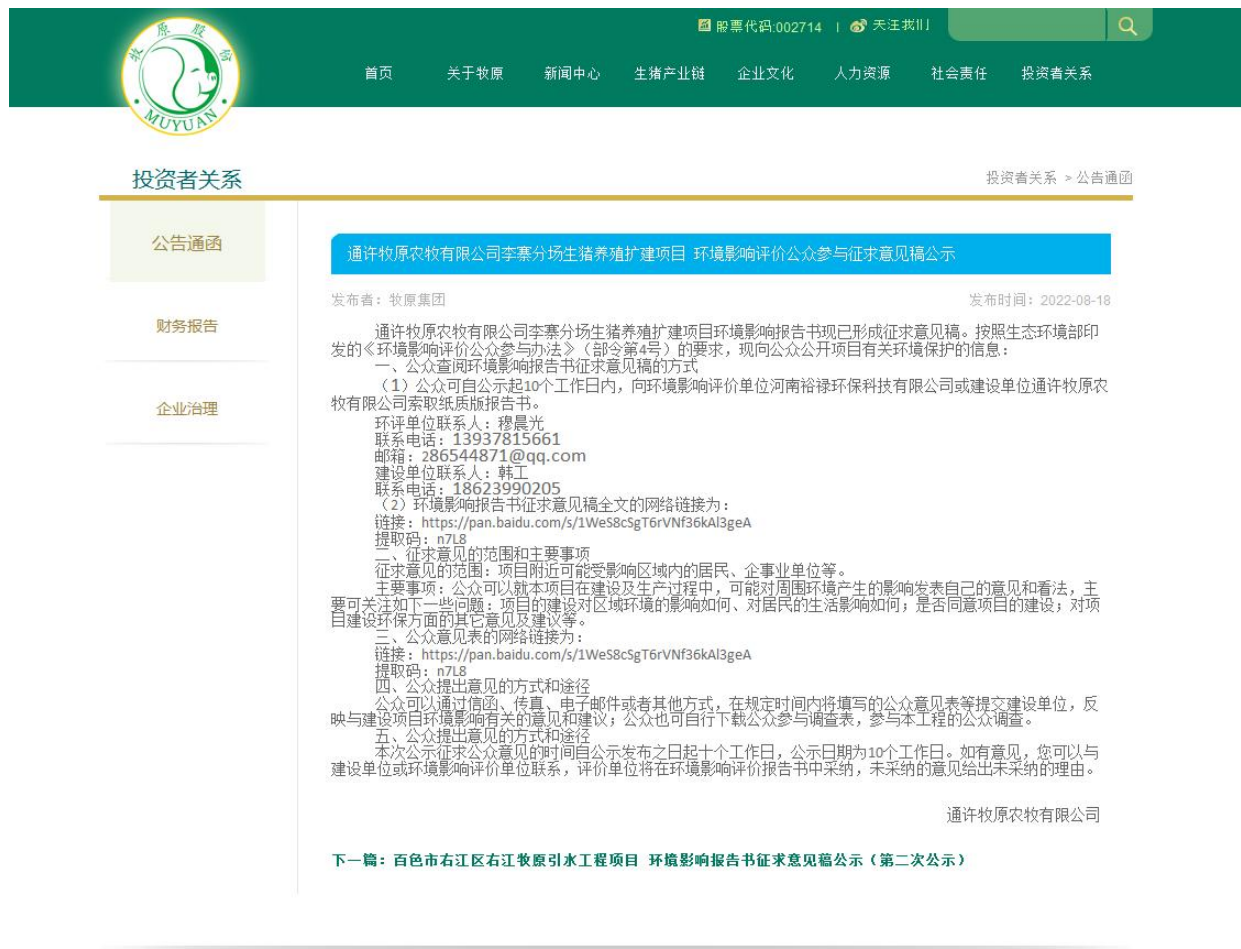 股票代码:002714 | 关注我们
首页 关于牧原 新闻中心 生猪产业链 企业文化 人力资源 社会责任 投资者关系
牧原股份
MUYUAN
投资者关系
投资者关系 > 公告通函
公告通函
财务报告
企业治理
通许牧原农牧有限公司李寨分场生猪养殖扩建项目 环境影响评价公众参与征求意见稿公示
发布者：牧原集团 发布时间：2022-08-18
通许牧原农牧有限公司李寨分场生猪养殖扩建项目环境影响报告书现已形成征求意见稿。按照生态环境部印
发的《环境影响评价公众参与办法》（部令第4号）的要求，现向公众公开项目有关环境保护的信息：
一、公众查阅环境影响报告书征求意见稿的方式
（1）公众可自公示起10个工作日内，向环境影响评价单位河南裕禄环保科技有限公司或建设单位通许牧原农
牧有限公司索取纸质版报告书。
环评单位联系人：穆晨光
联系电话：13937815661
邮箱：286544871@qq.com
建设单位联系人：韩工
联系电话：18623990205
（2）环境影响报告书征求意见稿全文的网络链接为：
链接：https://pan.baidu.com/s/1WeS8cSgT6rVNf36kAl3geA
提取码：n7L8
二、征求意见的范围和主要事项
征求意见的范围：项目附近可能受影响区域内的居民、企事业单位等。
主要事项：公众可以就本项目在建设及生产过程中，可能对周围环境产生的影响发表自己的意见和看法，主
要可关注如下一些问题：项目的建设对区域环境的影响如何、对居民的生活影响如何；是否同意项目的建设；对项
目建设环保方面的其它意见及建议等。
三、公众意见表的网络链接为：
链接：https://pan.baidu.com/s/1WeS8cSgT6rVNf36kAl3geA
提取码：n7L8
四、公众提出意见的方式和途径
公众可以通过信函、传真、电子邮件或者其他方式，在规定时间内将填写的公众意见表等提交建设单位，反
映与建设项目环境影响有关的意见和建议；公众也可自行下载公众参与调查表，参与本工程的公众调查。
五、公众提出意见的方式和途径
本次公示征求公众意见的时间自公示发布之日起十个工作日，公示日期为10个工作日。如有意见，您可以与
建设单位或环境影响评价单位联系，评价单位将在环境影响评价报告书中采纳，未采纳的意见给出未采纳的理由。
通许牧原农牧有限公司
下一篇：百色市右江区右江牧原引水工程项目 环境影响报告书征求意见稿公示（第二次公示）